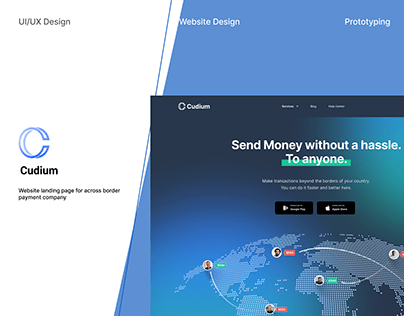 UI/UX Design
Website Design
Prototyping
Cudium
Website landing page for across border
payment company
Cudium
Services
Blog
Help Center
Send Money without a hassle.
To anyone.
Make transactions beyond the borders of your country.
You can do it faster and better here.
Google Play
Apple Store